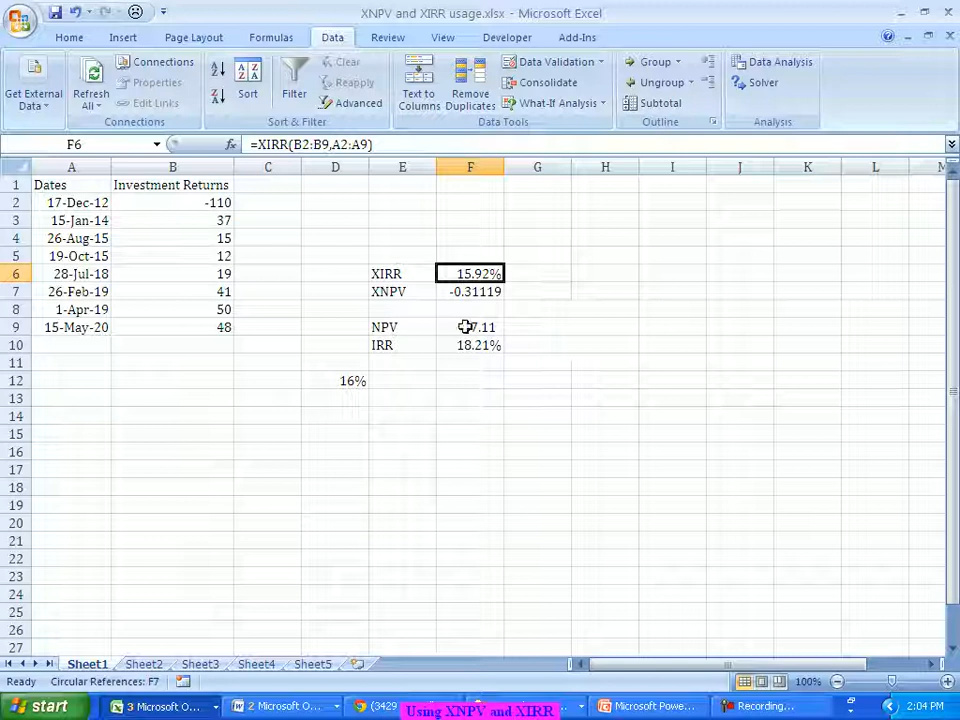 XNPV and XIRR usage.xlsx - Microsoft Excel
Home Insert Page Layout Formulas Data Review View Developer Add-Ins
Get External Data
Refresh All
Connections
Properties
Edit Links
Connections
Sort
Filter
Clear
Reapply
Advanced
Sort & Filter
Text to Columns
Remove Duplicates
Data Validation
Consolidate
What-If Analysis
Data Tools
Group
Ungroup
Subtotal
Outline
Data Analysis
Solver
Analysis
F6 fx =XIRR(B2:B9,A2:A9)
A B C D E F G H I J K L M
1 Dates Investment Returns
2 17-Dec-12 -110
3 15-Jan-14 37
4 26-Aug-15 15
5 19-Oct-15 12
6 28-Jul-18 19 XIRR 15.92%
7 26-Feb-19 41 XNPV -0.31119
8 1-Apr-19 50
9 15-May-20 48 NPV 7.11
10 IRR 18.21%
11
12 16%
13
14
15
16
17
18
19
20
21
22
23
24
25
26
27
Sheet1 Sheet2 Sheet3 Sheet4 Sheet5
Ready Circular References: F7 100%
start 3 Microsoft O... 2 Microsoft O... (3429 Microsoft Pow... Recording... 2:04 PM
Using XNPV and XIRR